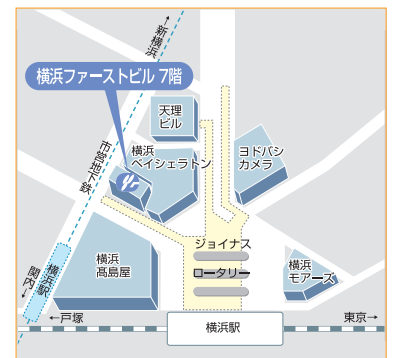 ←新横浜
横浜ファーストビル 7階
天理
ビル
市営地下鉄
横浜
ベイシェラトン
ヨドバシ
カメラ
ジョイナス
横浜
髙島屋
ロータリー
横浜
モアーズ
横浜駅
←関内
←戸塚
東京→
横浜駅